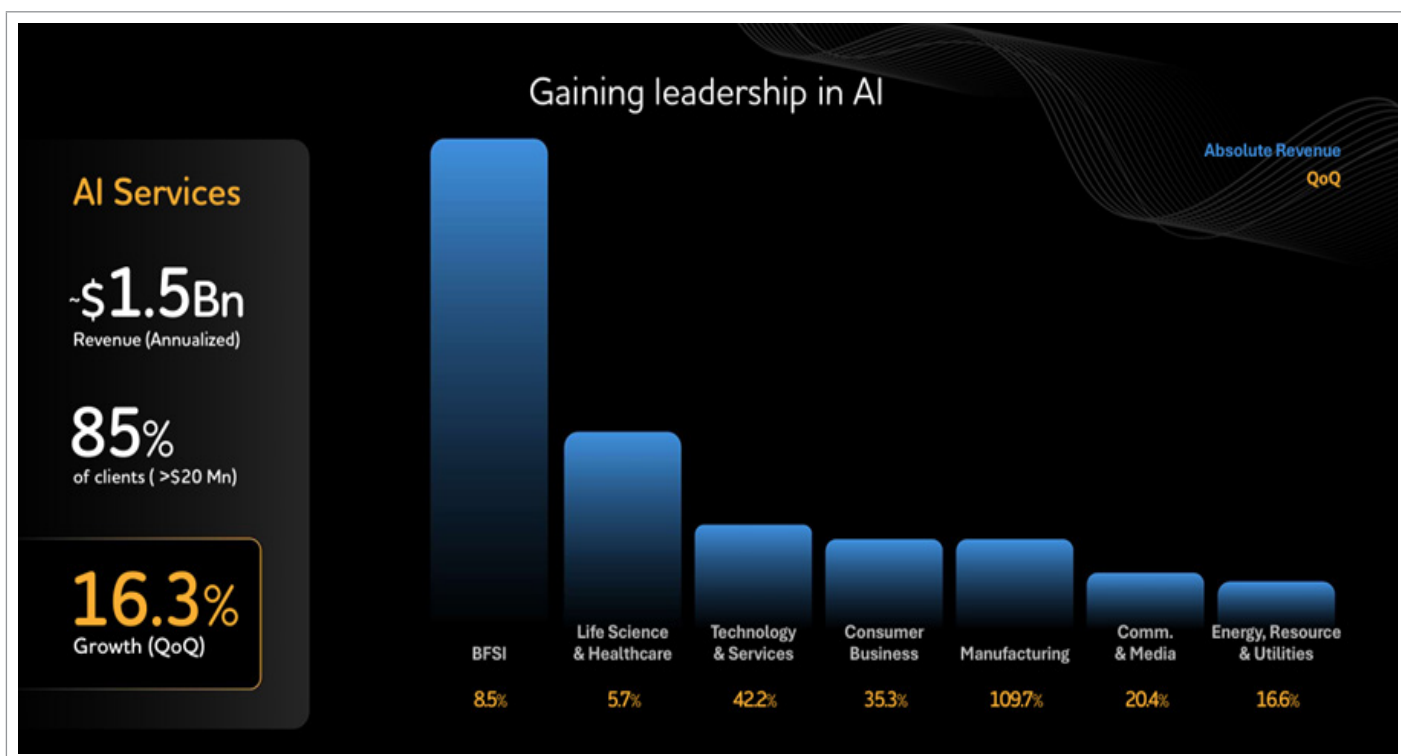 Gaining leadership in AI
Absolute Revenue
QoQ
AI Services
~$1.5Bn
Revenue (Annualized)
85%
of clients ( >$20 Mn)
16.3%
Growth (QoQ)
BFSI
Life Science
& Healthcare
Technology
& Services
Consumer
Business
Manufacturing
Comm.
& Media
Energy, Resource
& Utilities
8.5%
5.7%
42.2%
35.3%
109.7%
20.4%
16.6%